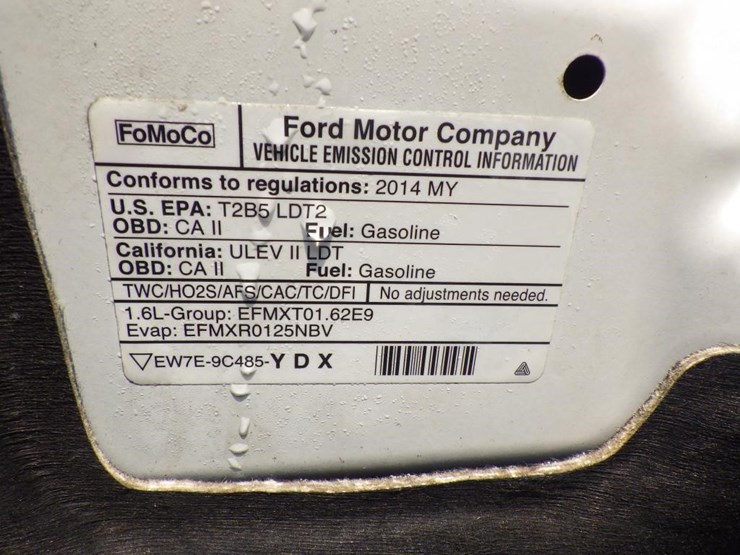 FoMoCo
Ford Motor Company
VEHICLE EMISSION CONTROL INFORMATION
Conforms to regulations: 2014 MY
U.S. EPA: T2B5 LDT2
OBD: CA II Fuel: Gasoline
California: ULEV II LDT
OBD: CA II Fuel: Gasoline
TWC/HO2S/AFS/CAC/TC/DFI No adjustments needed.
1.6L-Group: EFMXT01.62E9
Evap: EFMXR0125NBV
EW7E-9C485-Y D X